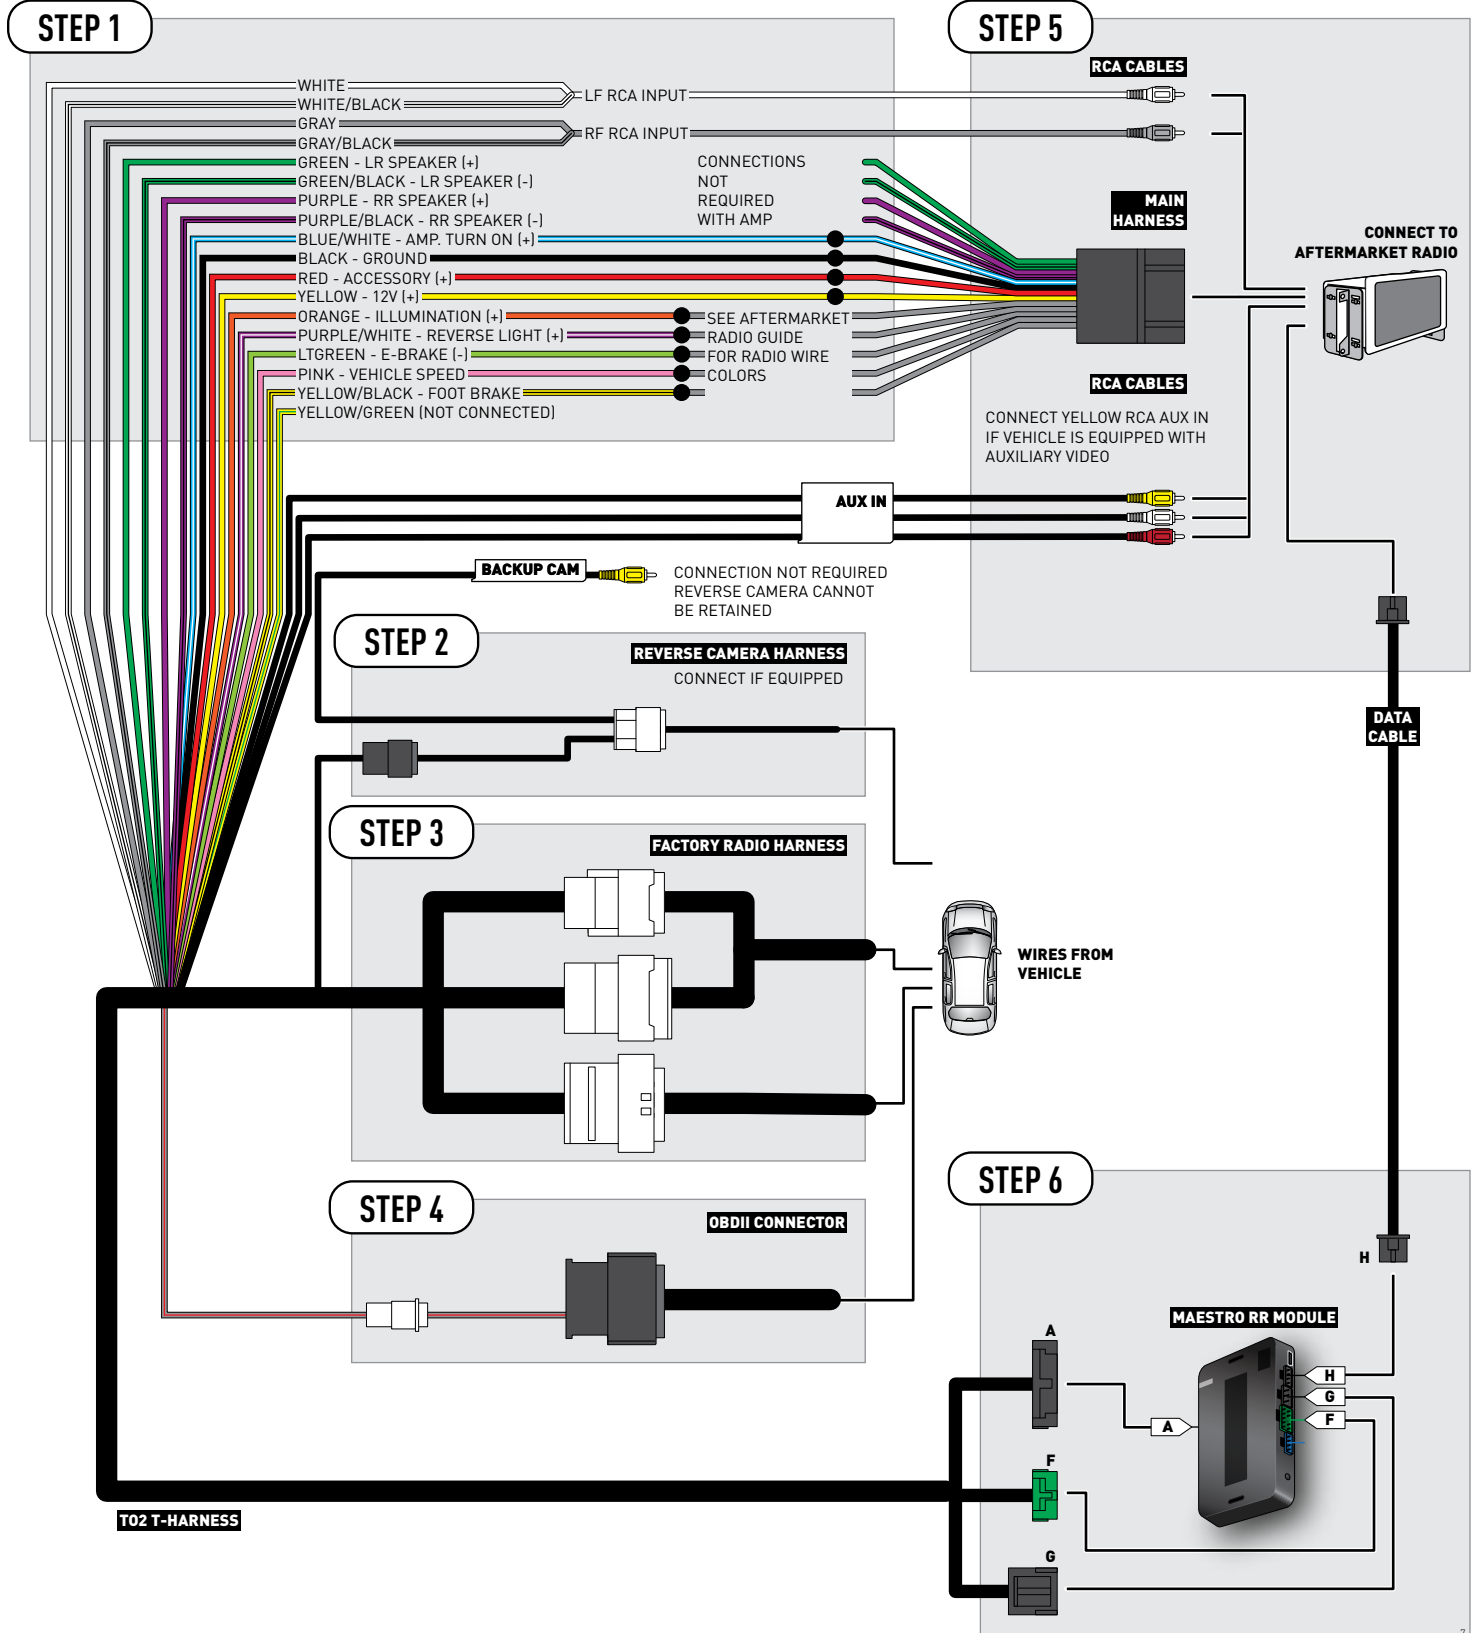 STEP 1
WHITE
WHITE/BLACK
LF RCA INPUT
GRAY
GRAY/BLACK
RF RCA INPUT
GREEN - LR SPEAKER (+)
GREEN/BLACK - LR SPEAKER (-)
PURPLE - RR SPEAKER (+)
PURPLE/BLACK - RR SPEAKER (-)
BLUE/WHITE - AMP. TURN ON (+)
BLACK - GROUND
RED - ACCESSORY (+)
YELLOW - 12V (+)
ORANGE - ILLUMINATION (+)
PURPLE/WHITE - REVERSE LIGHT (+)
LTGREEN - E-BRAKE (-)
PINK - VEHICLE SPEED
YELLOW/BLACK - FOOT BRAKE
YELLOW/GREEN (NOT CONNECTED)
CONNECTIONS
NOT
REQUIRED
WITH AMP
SEE AFTERMARKET
RADIO GUIDE
FOR RADIO WIRE
COLORS
STEP 5
RCA CABLES
MAIN
HARNESS
CONNECT TO
AFTERMARKET RADIO
RCA CABLES
CONNECT YELLOW RCA AUX IN
IF VEHICLE IS EQUIPPED WITH
AUXILIARY VIDEO
AUX IN
BACKUP CAM
CONNECTION NOT REQUIRED
REVERSE CAMERA CANNOT
BE RETAINED
STEP 2
REVERSE CAMERA HARNESS
CONNECT IF EQUIPPED
DATA
CABLE
STEP 3
FACTORY RADIO HARNESS
WIRES FROM
VEHICLE
STEP 4
OBDII CONNECTOR
STEP 6
H
MAESTRO RR MODULE
A
H
G
F
A
F
G
T02 T-HARNESS
7